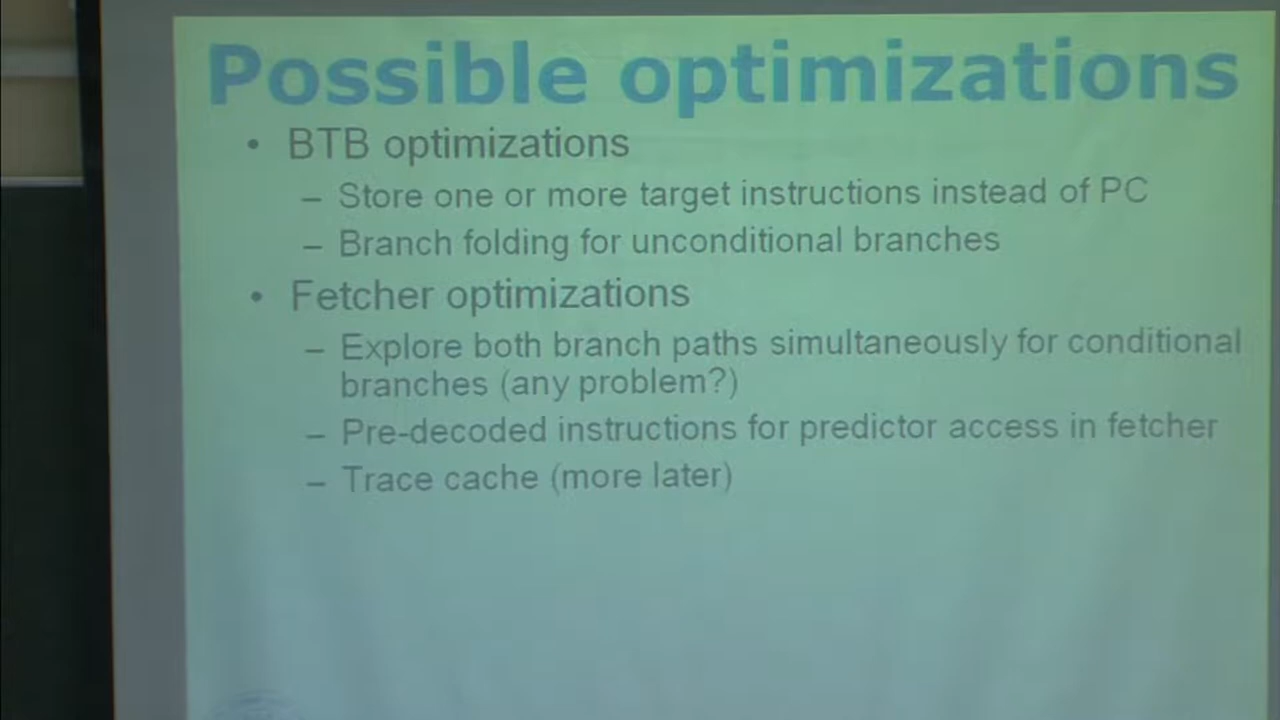 Possible optimizations
• BTB optimizations
– Store one or more target instructions instead of PC
– Branch folding for unconditional branches
• Fetcher optimizations
– Explore both branch paths simultaneously for conditional
branches (any problem?)
– Pre-decoded instructions for predictor access in fetcher
– Trace cache (more later)